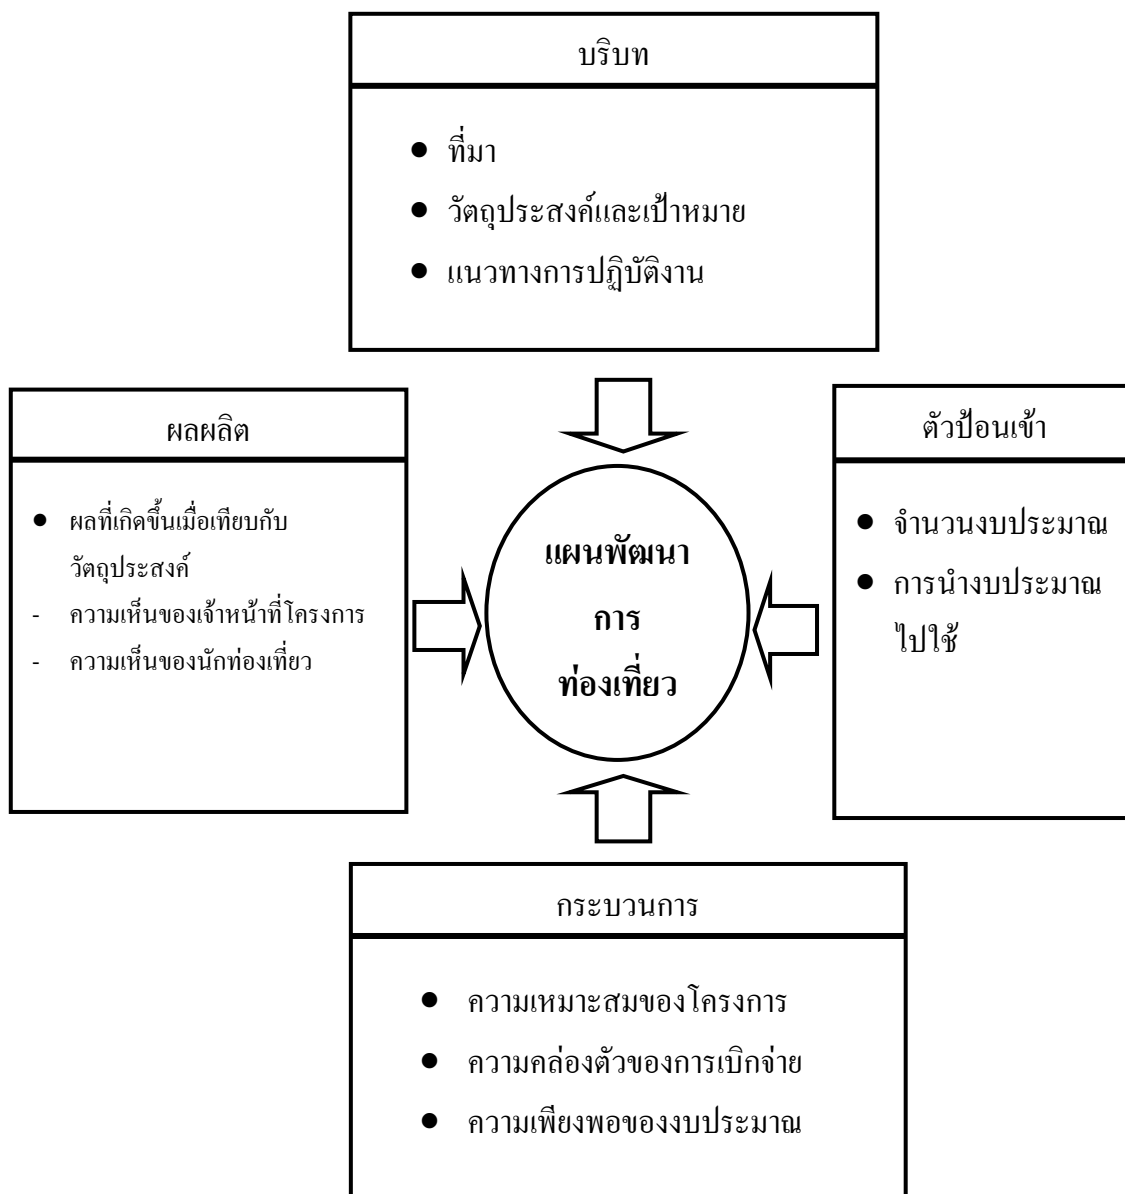 บริบท
● ที่มา
● วัตถุประสงค์และเป้าหมาย
● แนวทางการปฏิบัติงาน
ผลผลิต
● ผลที่เกิดขึ้นเมื่อเทียบกับ
วัตถุประสงค์
- ความเห็นของเจ้าหน้าที่โครงการ
- ความเห็นของนักท่องเที่ยว
แผนพัฒนา
การ
ท่องเที่ยว
ตัวป้อนเข้า
● จำนวนงบประมาณ
● การนำงบประมาณ
ไปใช้
กระบวนการ
● ความเหมาะสมของโครงการ
● ความคล่องตัวของการเบิกจ่าย
● ความเพียงพอของงบประมาณ